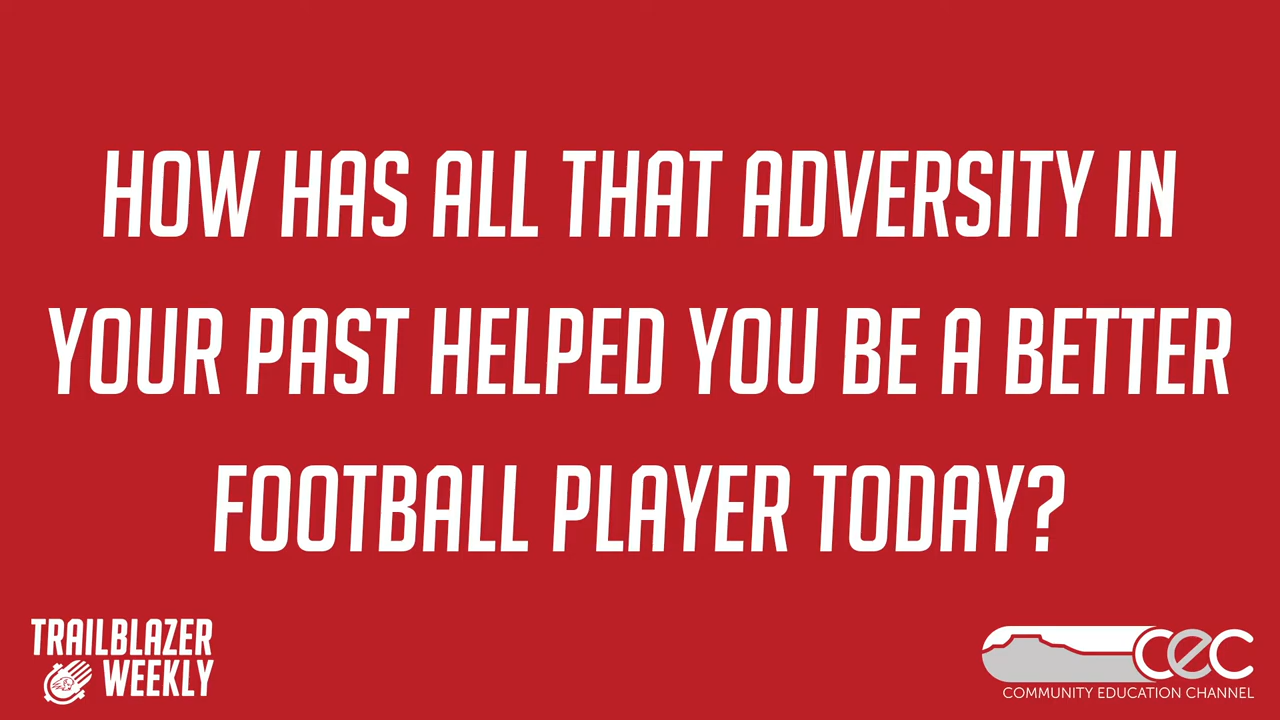 HOW HAS ALL THAT ADVERSITY IN
YOUR PAST HELPED YOU BE A BETTER
FOOTBALL PLAYER TODAY?
TRAILBLAZER
WEEKLY
cec
COMMUNITY EDUCATION CHANNEL